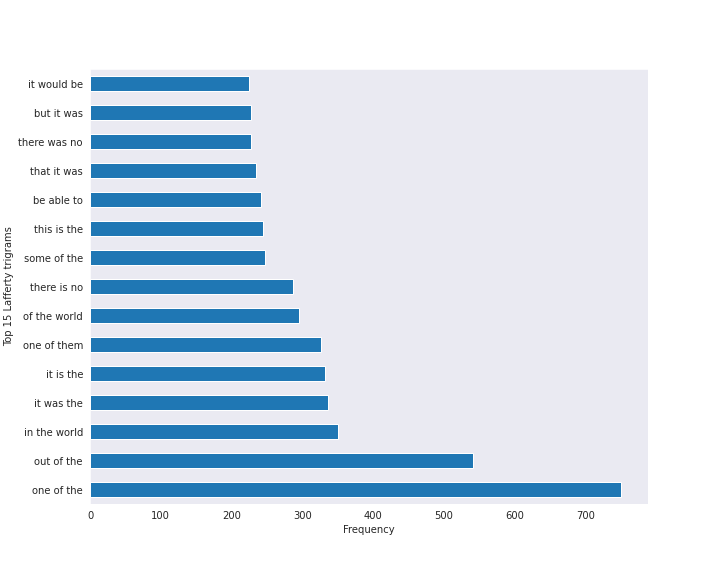 it would be
but it was
there was no
that it was
be able to
this is the
some of the
there is no
of the world
one of them
it is the
it was the
in the world
out of the
one of the
Top 15 Lafferty trigrams
0 100 200 300 400 500 600 700
Frequency